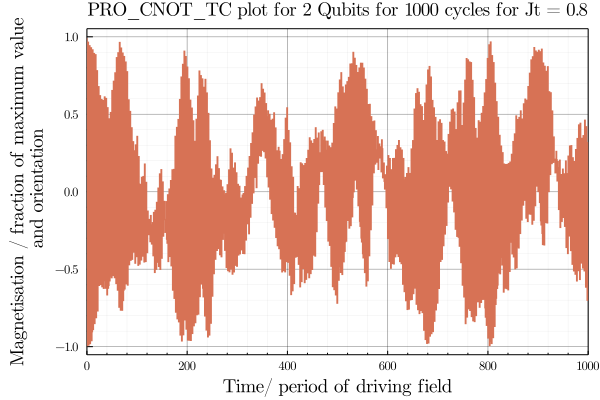 PRO_CNOT_TC plot for 2 Qubits for 1000 cycles for Jt = 0.8
Magnetisation / fraction of maximum value
and orientation
1.0
0.5
0.0
−0.5
−1.0
0
200
400
600
800
1000
Time/ period of driving field